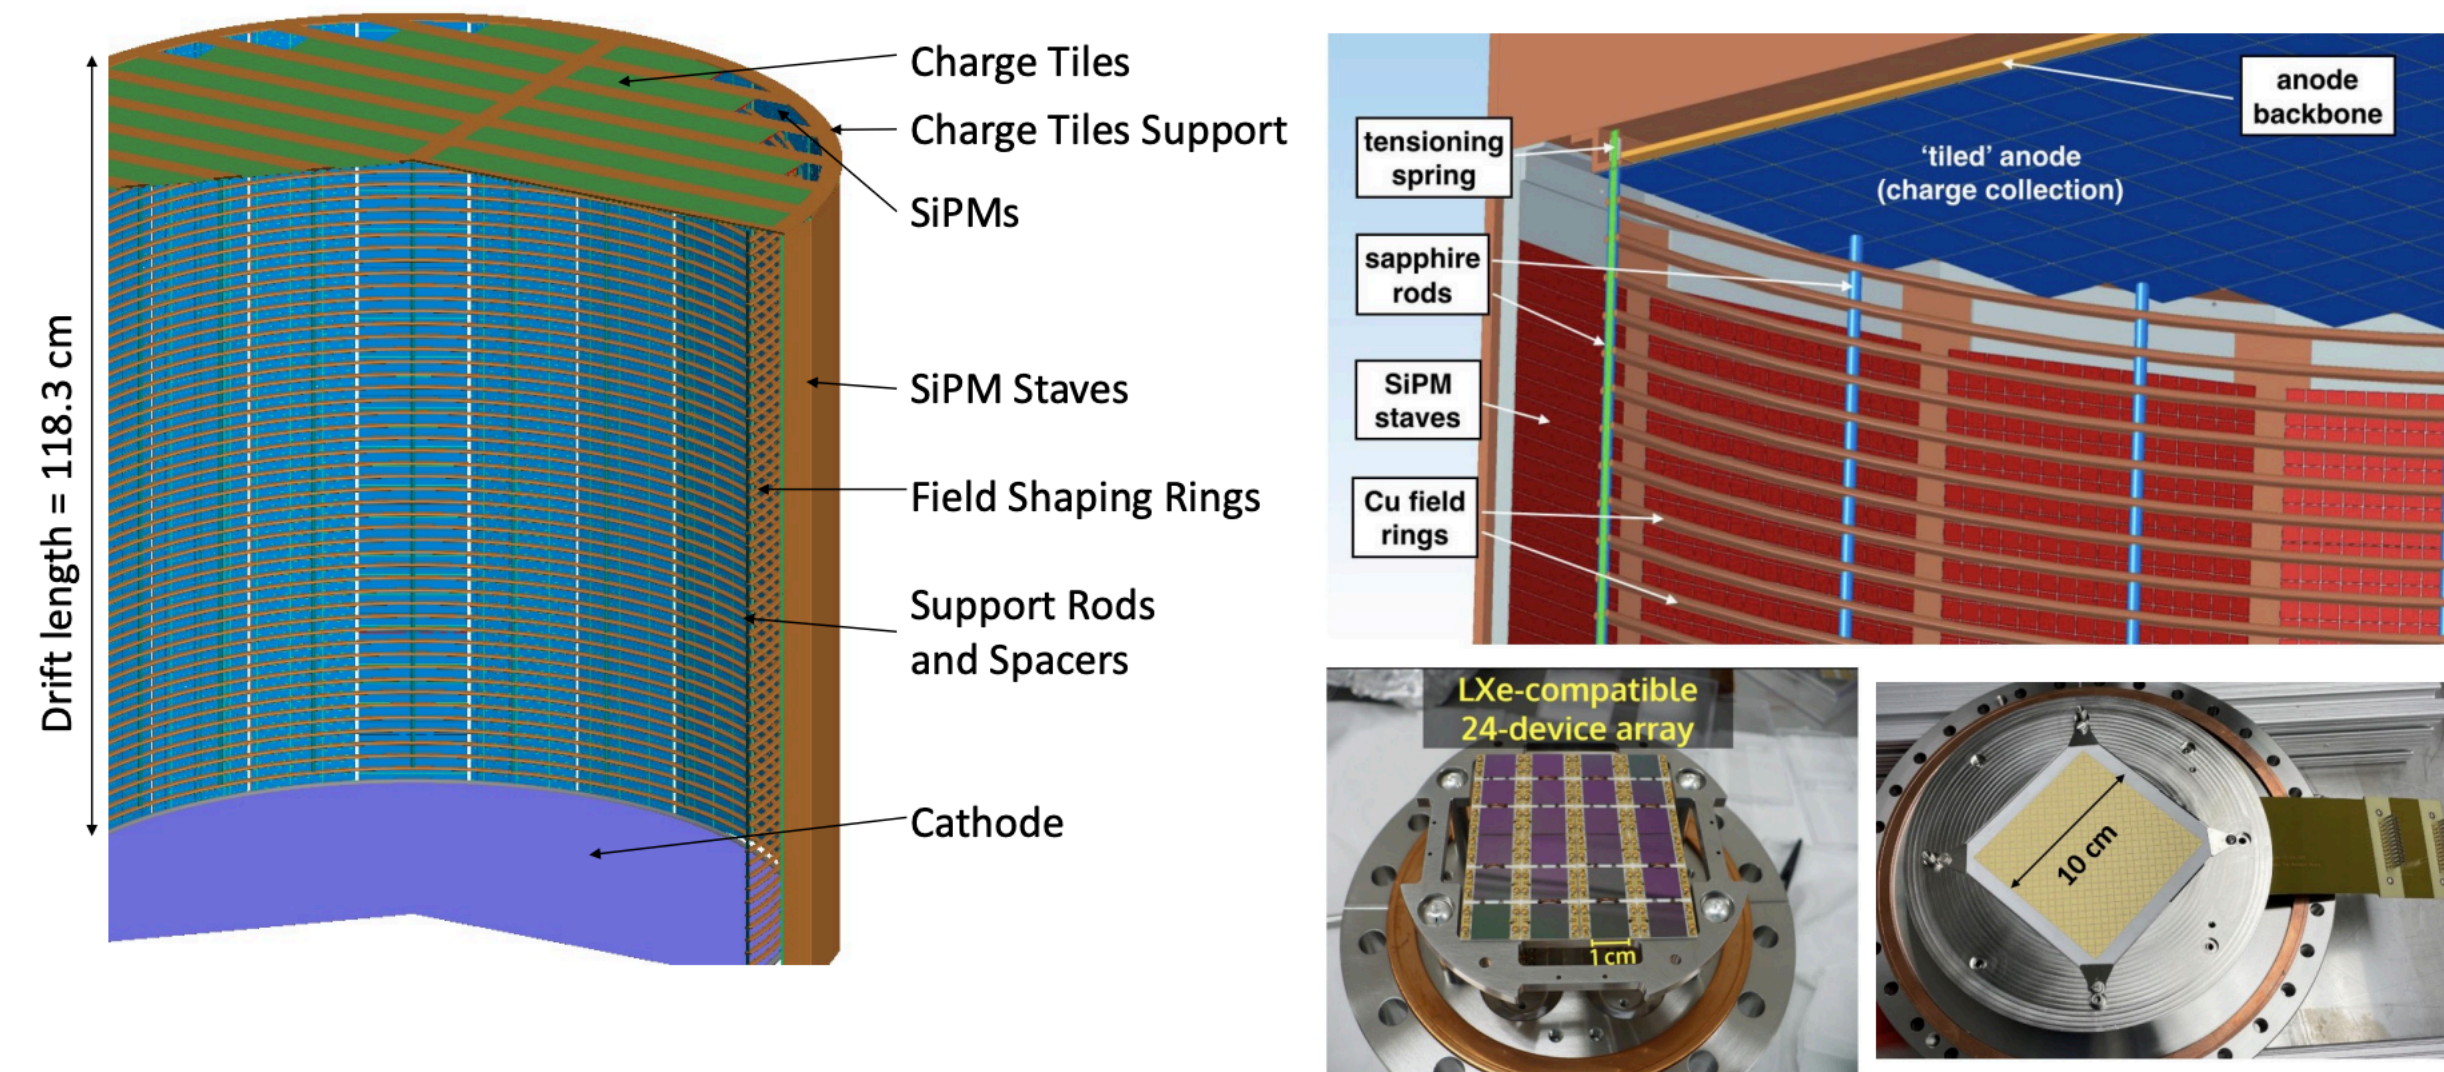 Drift length = 118.3 cm
Charge Tiles
Charge Tiles Support
SiPMs
SiPM Staves
Field Shaping Rings
Support Rods
and Spacers
Cathode
tensioning
spring
sapphire
rods
SiPM
staves
Cu field
rings
anode
backbone
‘tiled’ anode
(charge collection)
LXe-compatible
24-device array
1 cm
10 cm